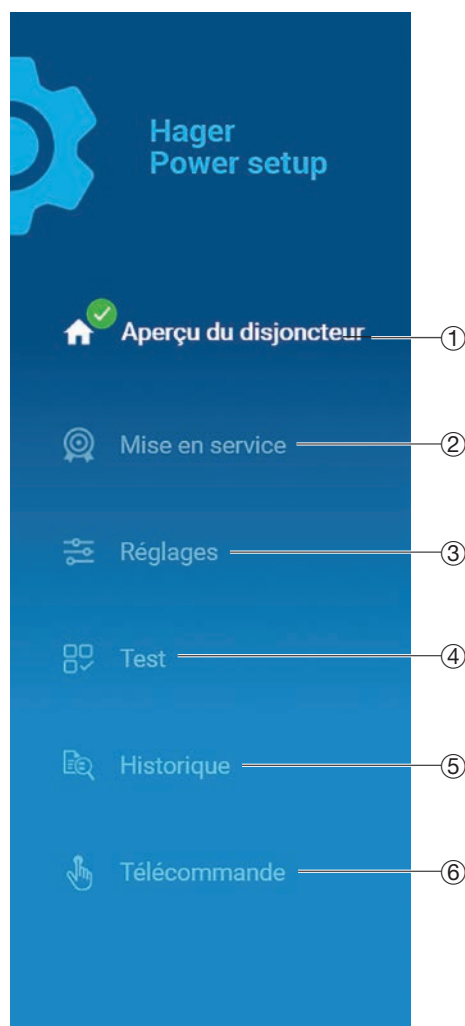 Hager
Power setup
Aperçu du disjoncteur ①
Mise en service ②
Réglages ③
Test ④
Historique ⑤
Télécommande ⑥